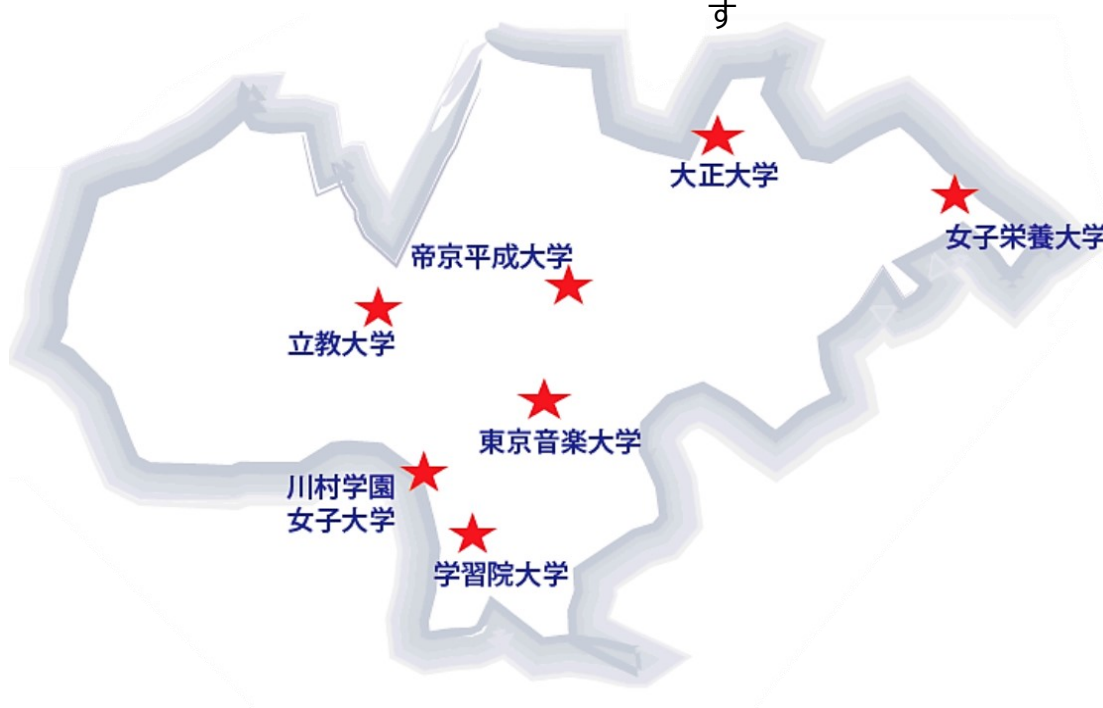 す
大正大学
女子栄養大学
帝京平成大学
立教大学
東京音楽大学
川村学園
女子大学
学習院大学